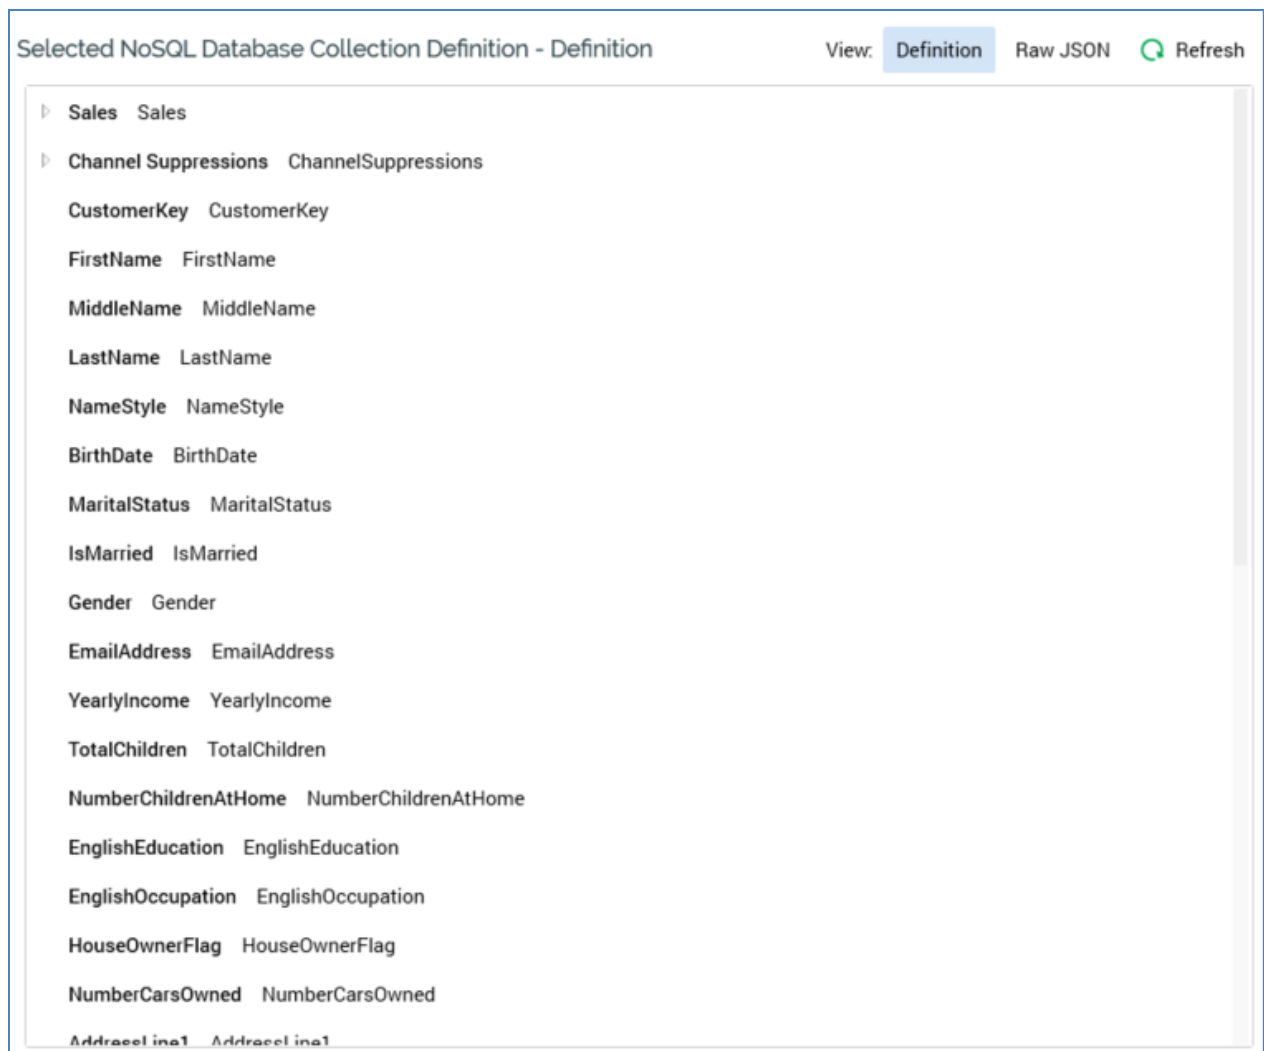 Selected NoSQL Database Collection Definition - Definition View: Definition Raw JSON Refresh
Sales Sales
Channel Suppressions ChannelSuppressions
CustomerKey CustomerKey
FirstName FirstName
MiddleName MiddleName
LastName LastName
NameStyle NameStyle
BirthDate BirthDate
MaritalStatus MaritalStatus
IsMarried IsMarried
Gender Gender
EmailAddress EmailAddress
YearlyIncome YearlyIncome
TotalChildren TotalChildren
NumberChildrenAtHome NumberChildrenAtHome
EnglishEducation EnglishEducation
EnglishOccupation EnglishOccupation
HouseOwnerFlag HouseOwnerFlag
NumberCarsOwned NumberCarsOwned
AddressLine1 AddressLine1